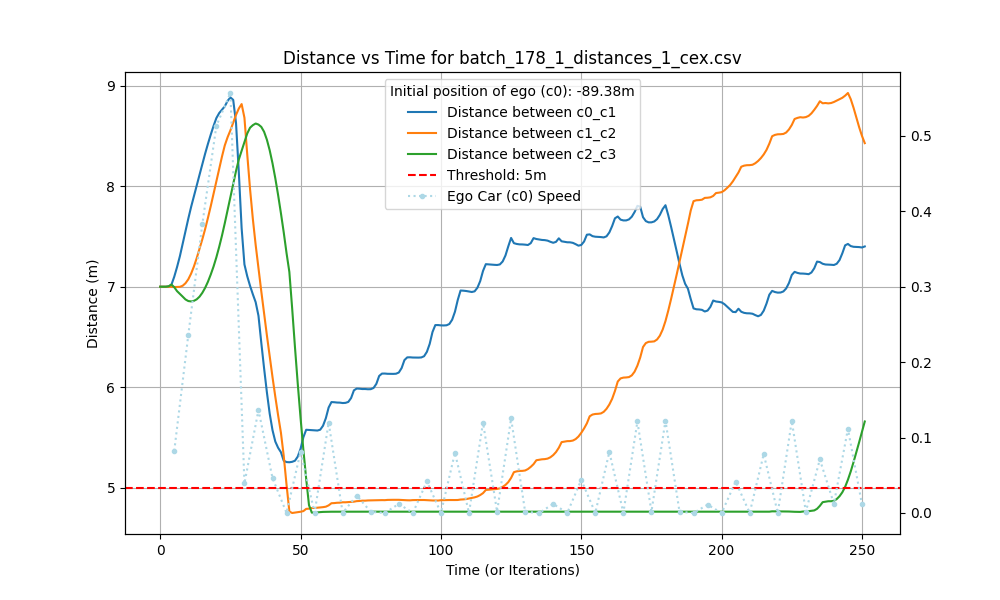 Distance vs Time for batch_178_1_distances_1_cex.csv
Initial position of ego (c0): -89.38m
Distance between c0_c1
Distance between c1_c2
Distance between c2_c3
Threshold: 5m
Ego Car (c0) Speed
Distance (m)
9
8
7
6
5
0.5
0.4
0.3
0.2
0.1
0.0
0 50 100 150 200 250
Time (or Iterations)